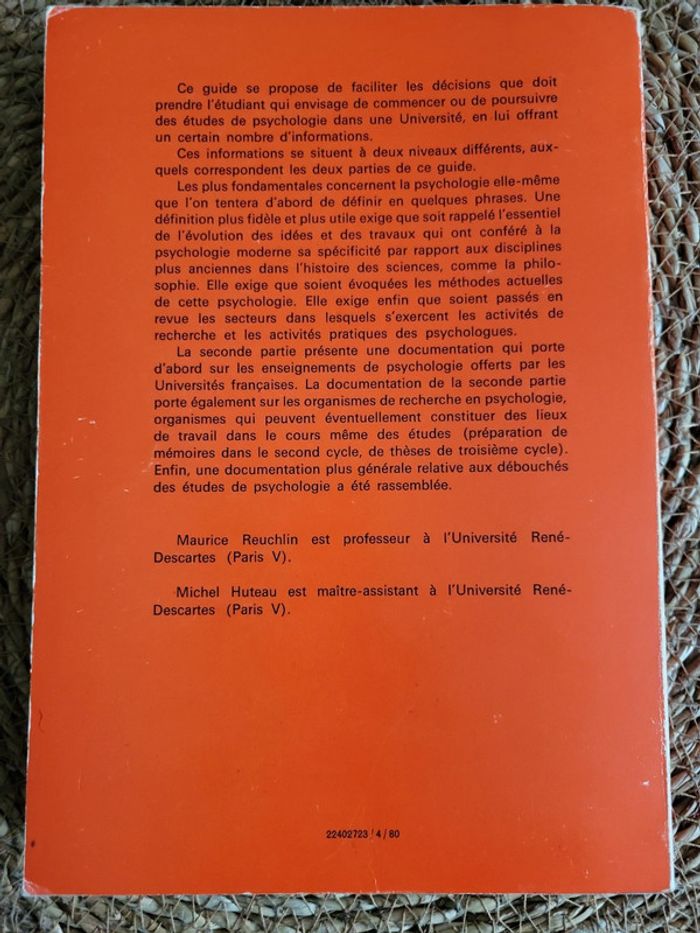 Ce guide se propose de faciliter les décisions que doit
prendre l'étudiant qui envisage de commencer ou de poursuivre
des études de psychologie dans une Université, en lui offrant
un certain nombre d'informations.
Ces informations se situent à deux niveaux différents, aux-
quels correspondent les deux parties de ce guide.
Les plus fondamentales concernent la psychologie elle-même
que l'on tentera d'abord de définir en quelques phrases. Une
définition plus fidèle et plus utile exige que soit rappelé l'essentiel
de l'évolution des idées et des travaux qui ont conféré à la
psychologie moderne sa spécificité par rapport aux disciplines
plus anciennes dans l'histoire des sciences, comme la philo-
sophie. Elle exige que soient évoquées les méthodes actuelles
de cette psychologie. Elle exige enfin que soient passés en
revue les secteurs dans lesquels s'exercent les activités de
recherche et les activités pratiques des psychologues.
La seconde partie présente une documentation qui porte
d'abord sur les enseignements de psychologie offerts par les
Universités françaises. La documentation de la seconde partie
porte également sur les organismes de recherche en psychologie,
organismes qui peuvent éventuellement constituer des lieux
de travail dans le cours même des études (préparation de
mémoires dans le second cycle, de thèses de troisième cycle).
Enfin, une documentation plus générale relative aux débouchés
des études de psychologie a été rassemblée.
Maurice Reuchlin est professeur à l'Université René-
Descartes (Paris V).
Michel Huteau est maître-assistant à l'Université René-
Descartes (Paris V).
22402723/4/80